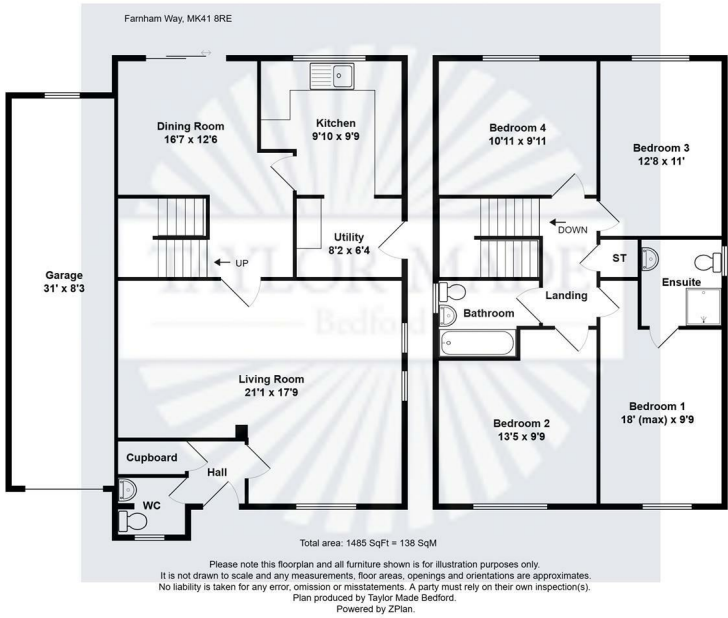 Farnham Way, MK41 8RE
Dining Room
16'7 x 12'6
Kitchen
9'10 x 9'9
Utility
8'2 x 6'4
UP
Garage
31' x 8'3
Living Room
21'1 x 17'9
Cupboard
Hall
WC
Bedroom 4
10'11 x 9'11
Bedroom 3
12'8 x 11'
DOWN
ST
Ensuite
Landing
Bathroom
Bedroom 2
13'5 x 9'9
Bedroom 1
18' (max) x 9'9
TAYLOR MADE
Bedford
Total area: 1485 SqFt = 138 SqM
Please note this floorplan and all furniture shown is for illustration purposes only.
It is not drawn to scale and any measurements, floor areas, openings and orientations are approximates.
No liability is taken for any error, omission or misstatements. A party must rely on their own inspection(s).
Plan produced by Taylor Made Bedford.
Powered by ZPlan.